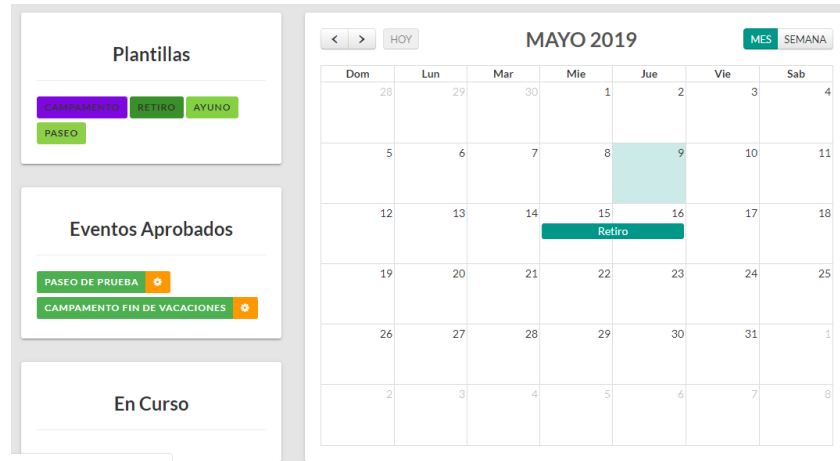 Plantillas
CAMPAMENTO RETIRO AYUNO
PASEO
Eventos Aprobados
PASEO DE PRUEBA
CAMPAMENTO FIN DE VACACIONES
En Curso
HOY MAYO 2019 MES SEMANA
Dom Lun Mar Mie Jue Vie Sab
28 29 30 1 2 3 4
5 6 7 8 9 10 11
12 13 14 15 16 17 18
Retiro
19 20 21 22 23 24 25
26 27 28 29 30 31 1
2 3 4 5 6 7 8